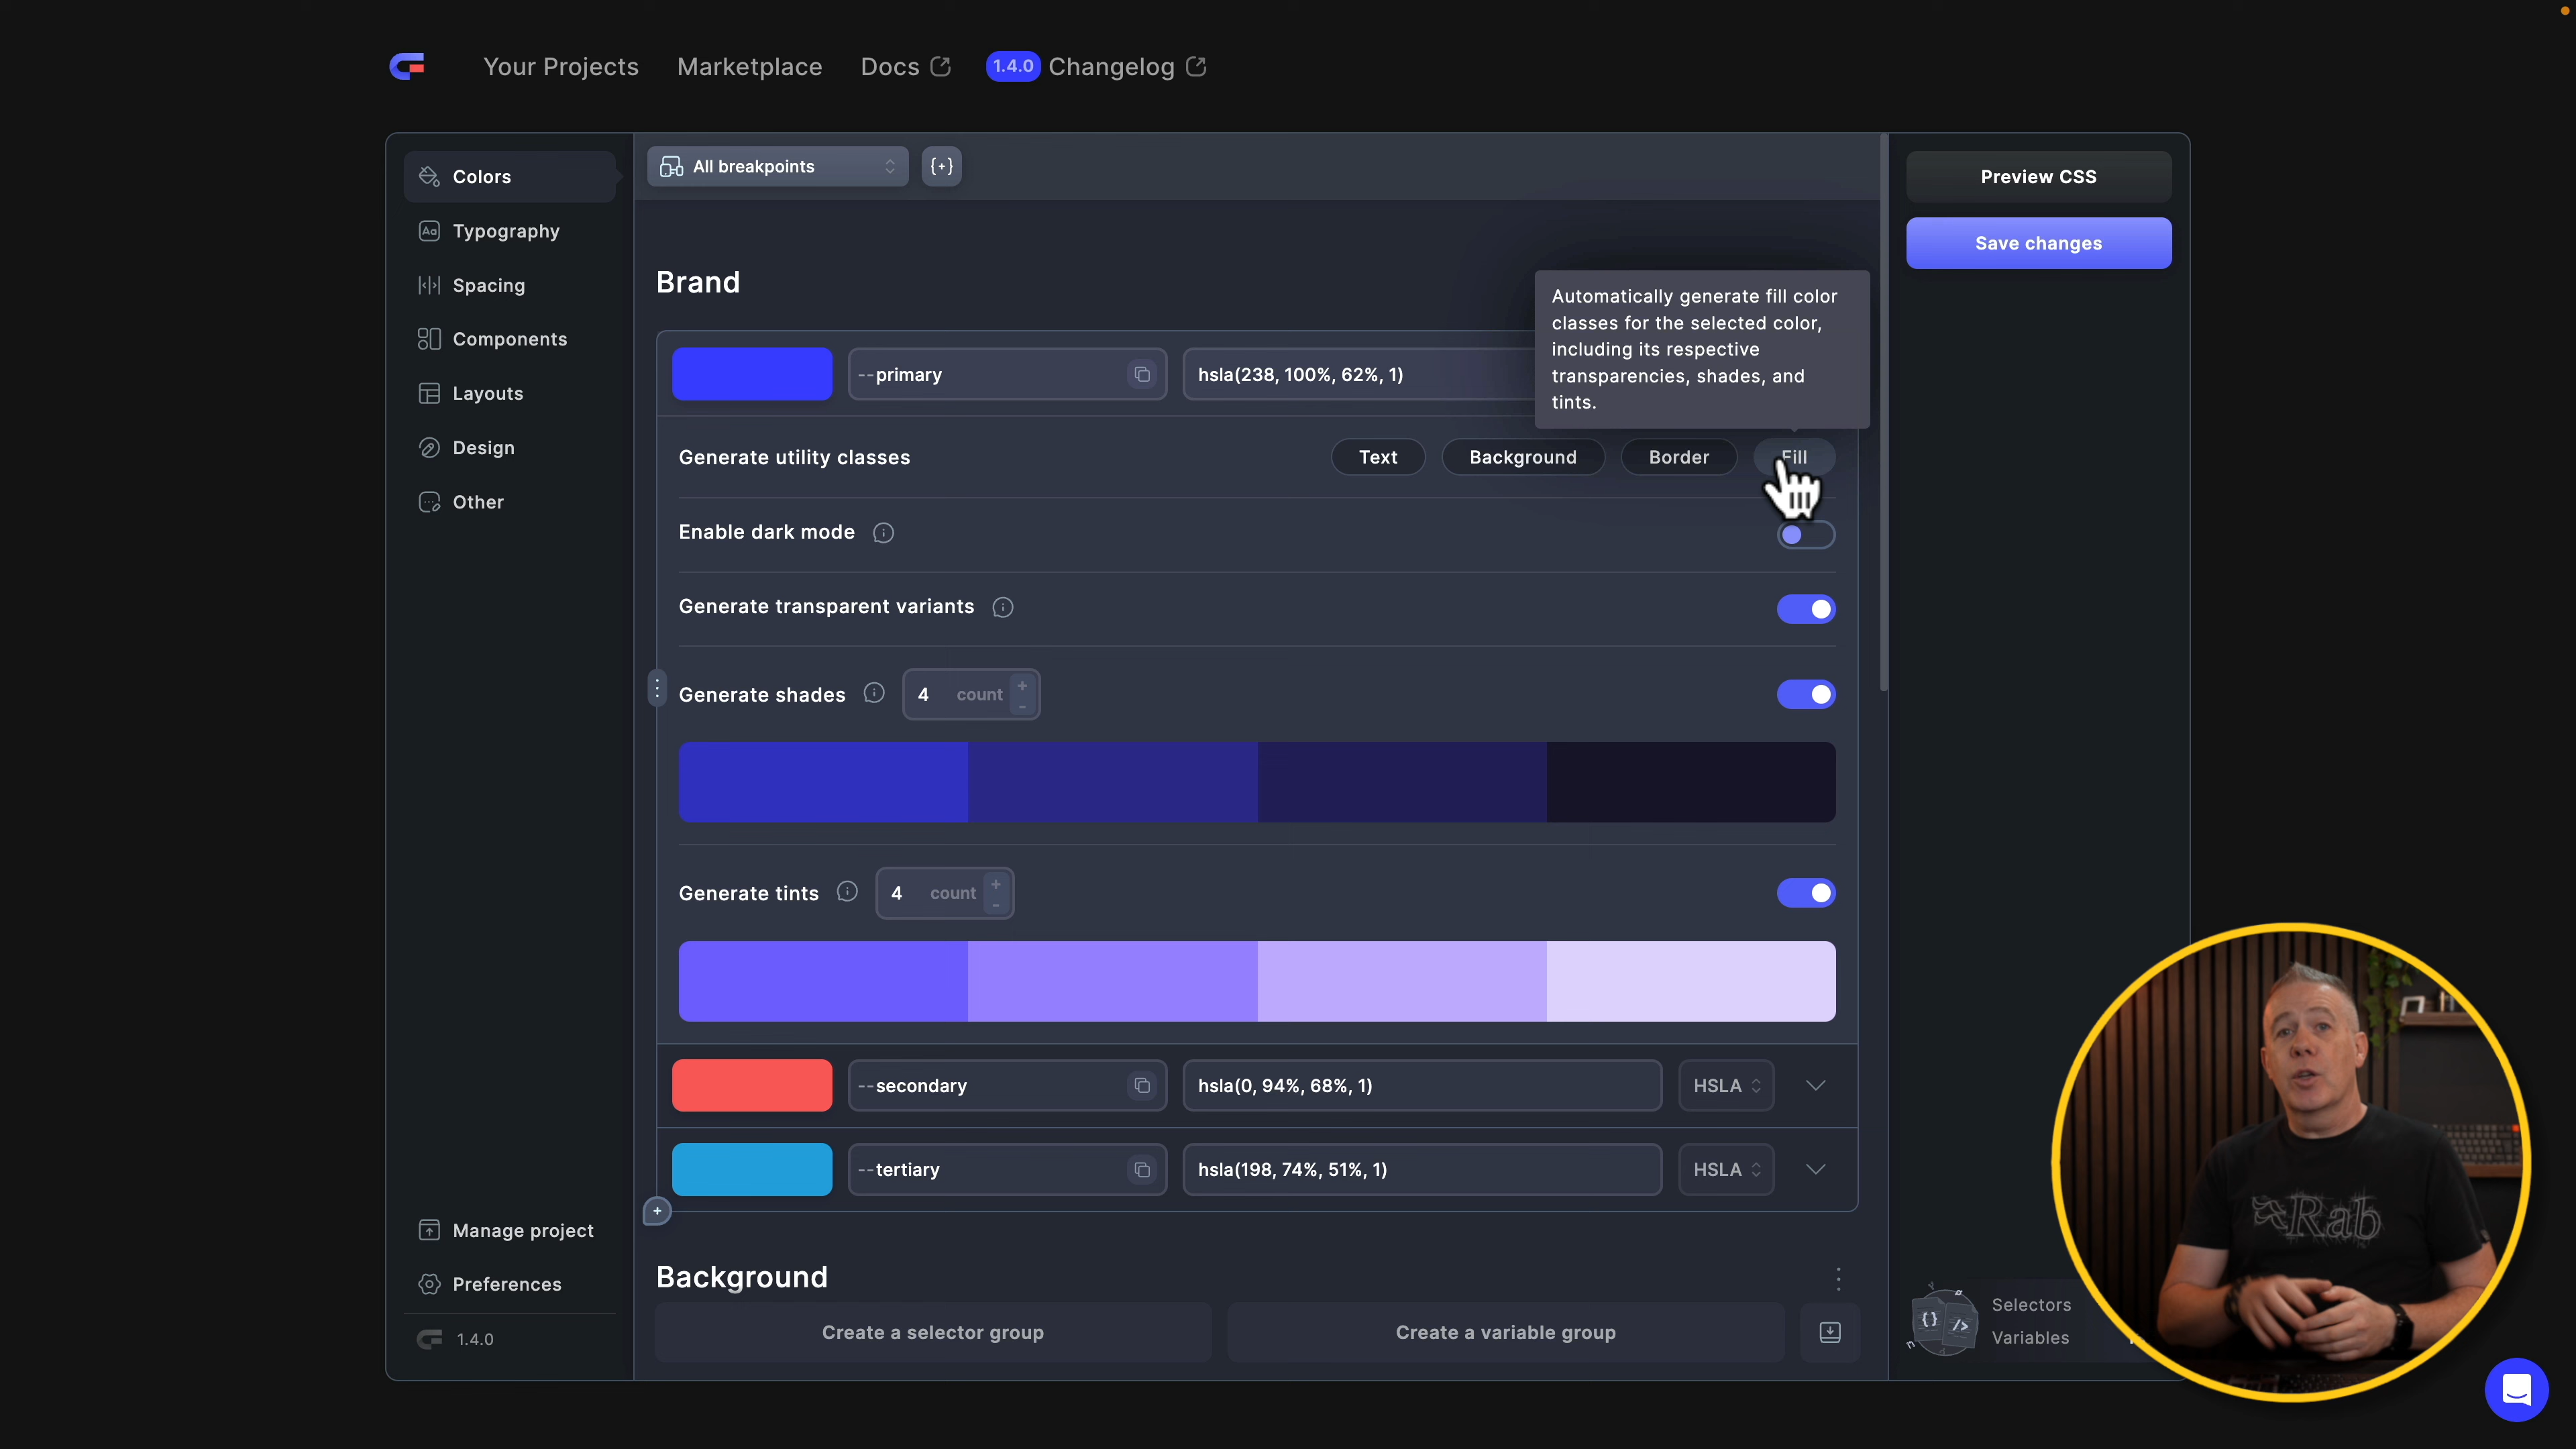 Your Projects
Marketplace
Docs
1.4.0 Changelog
Colors
Typography
Spacing
Components
Layouts
Design
Other
Manage project
Preferences
1.4.0
All breakpoints
{+}
Brand
--primary
hsla(238, 100%, 62%, 1)
Automatically generate fill color
classes for the selected color,
including its respective
transparencies, shades, and
tints.
Generate utility classes
Text
Background
Border
Fill
Enable dark mode
Generate transparent variants
Generate shades
4 count
Generate tints
4 count
--secondary
hsla(0, 94%, 68%, 1)
HSLA
--tertiary
hsla(198, 74%, 51%, 1)
HSLA
Background
Create a selector group
Create a variable group
Preview CSS
Save changes
Selectors
Variables
Rab